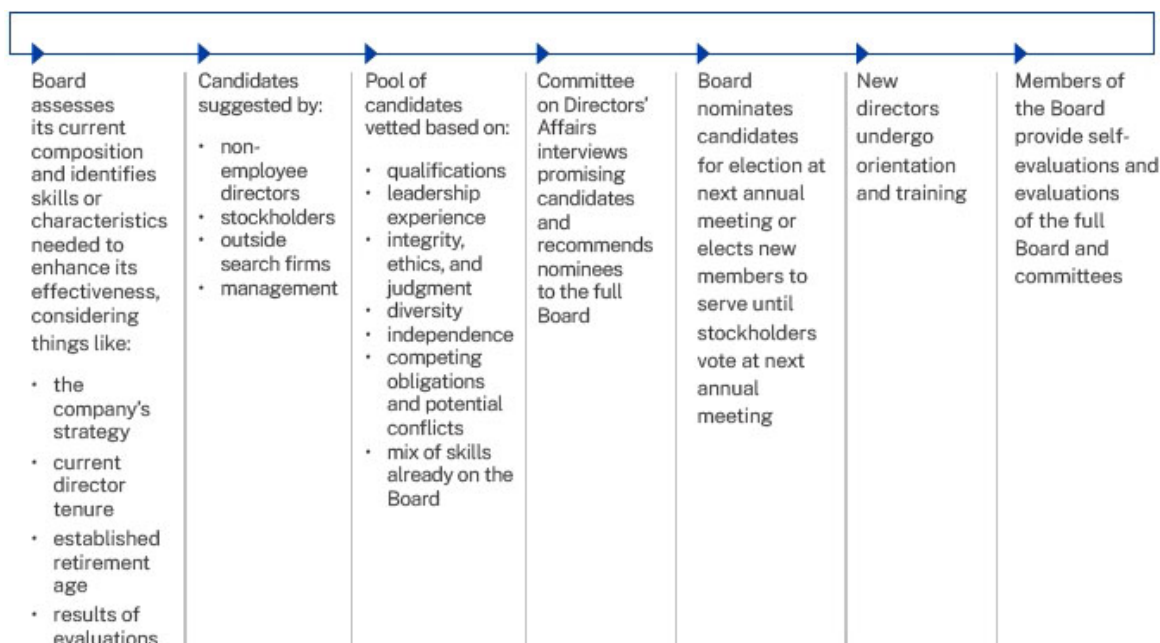 Board
assesses
its current
composition
and identifies
skills or
characteristics
needed to
enhance its
effectiveness,
considering
things like:
• the
company's
strategy
• current
director
tenure
• established
retirement
age
• results of
evaluations
Candidates
suggested by:
• non-
employee
directors
• stockholders
• outside
search firms
• management
Pool of
candidates
vetted based on:
• qualifications
• leadership
experience
• integrity,
ethics, and
judgment
• diversity
• independence
• competing
obligations
and potential
conflicts
• mix of skills
already on the
Board
Committee
on Directors'
Affairs
interviews
promising
candidates
and
recommends
nominees
to the full
Board
Board
nominates
candidates
for election at
next annual
meeting or
elects new
members to
serve until
stockholders
vote at next
annual
meeting
New
directors
undergo
orientation
and training
Members of
the Board
provide self-
evaluations and
evaluations
of the full
Board and
committees